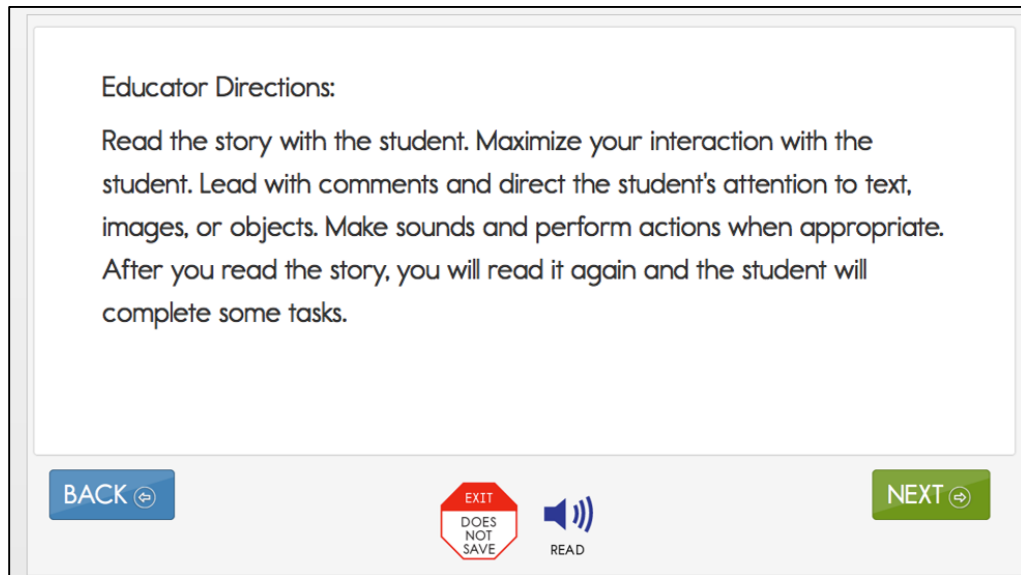 Educator Directions:
Read the story with the student. Maximize your interaction with the
student. Lead with comments and direct the student's attention to text,
images, or objects. Make sounds and perform actions when appropriate.
After you read the story, you will read it again and the student will
complete some tasks.
BACK
EXIT
DOES
NOT
SAVE
READ
NEXT